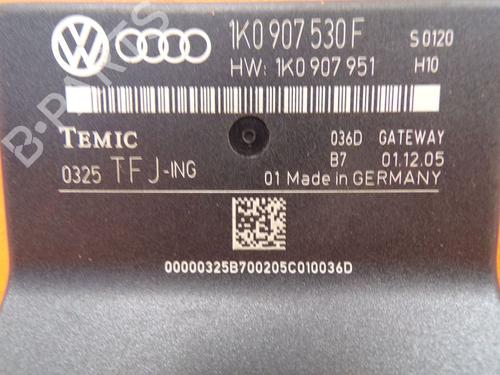 1K0 907 530 F S 0120
HW: 1K0 907 951 H10
TEMIC 036D GATEWAY
B7 01.12.05
0325 TFJ-ING 01 Made in GERMANY
00000325B700205C010036D
B-PARTS